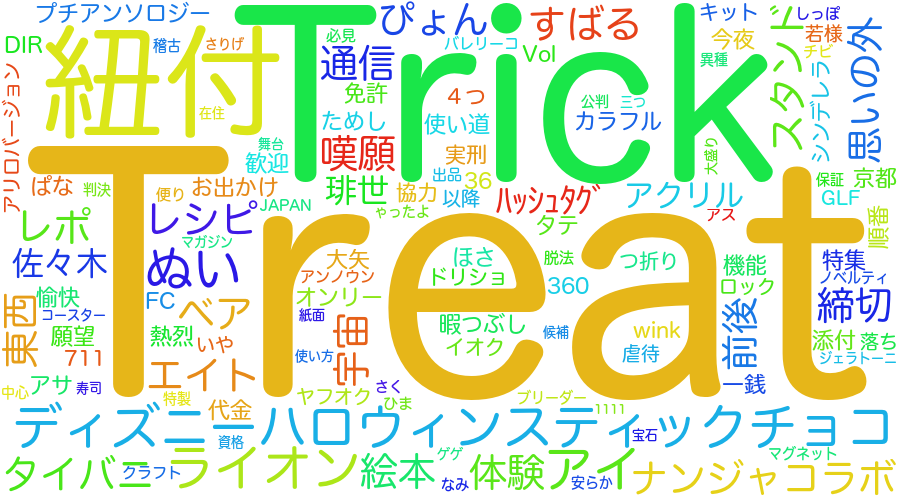 プチアンソロジー
しっぽ
キット
若様
ぴょん
すばる
Trick
稽古
さりげ
必見
バレリーコ
今夜
チビ
DIR
紐付
通信
Vol
異種
スタンド
シンデレラ
思いの外
アリロバージョン
在住
免許
4つ
公判
三つ
ためし
使い道
カラフル
舞台
嘆願
歓迎
実刑
大盛り
出品
36
保証
京都
ぱな
判決
便り
お出かけ
琲世
協力
以降
ハッシュタグ
アクリル
GLF
JAPAN
ゃったよ
アス
レポ
レシピ
タテ
順番
マガジン
Treat
佐々木
ぬい
大矢
ほさ
脱法
つ折り
機能
特集
アンノウン
ドリショ
ロック
ノベルティ
愉快
FC
ベア
オンリー
360
締切
コースター
紙面
宇宙
暇つぶし
候補
wink
前後
添付
落ち
東西
願望
熱烈
いや
イオク
虐待
ジェラトーニ
711
使い方
一銭
中心
アサ
寿司
エイト
さく
特製
ヤフオク
ひま
ブリーダー
1111
代金
資格
宝石
ディズニーハロウィンスティックチョコ
タイバニ
クラフト
ライオン
絵本
ゲゲ
なみ
体験
アイ
安らか
マグネット
ナンジャコラボ